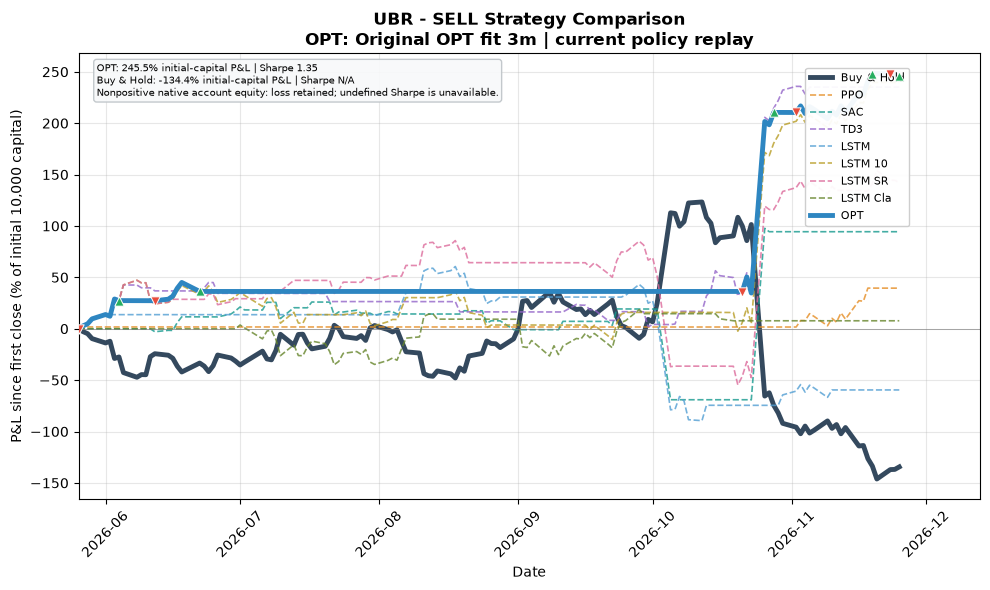 UBR - SELL Strategy Comparison
OPT: Original OPT fit 3m | current policy replay
OPT: 245.5% initial-capital P&L | Sharpe 1.35
Buy & Hold: -134.4% initial-capital P&L | Sharpe N/A
Nonpositive native account equity: loss retained; undefined Sharpe is unavailable.
Buy & Hold
PPO
SAC
TD3
LSTM
LSTM 10
LSTM SR
LSTM Cla
OPT
P&L since first close (% of initial 10,000 capital)
250
200
150
100
50
0
−50
−100
−150
2026-06
2026-07
2026-08
2026-09
2026-10
2026-11
2026-12
Date